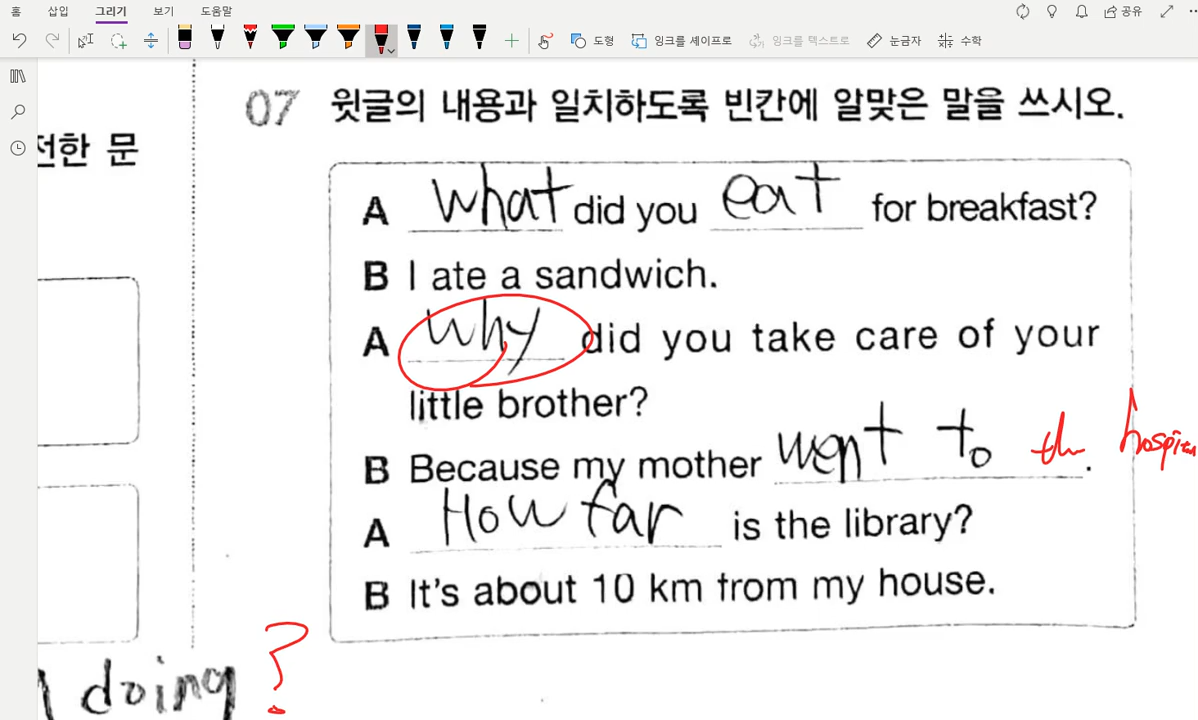 홈 삽입 그리기 보기 도움말 공유
도형 잉크를 셰이프로 잉크를 텍스트로 눈금자 수학
07 윗글의 내용과 일치하도록 빈칸에 알맞은 말을 쓰시오.
전한 문
A what did you eat for breakfast?
B I ate a sandwich.
A why did you take care of your
little brother?
B Because my mother went to the hospital.
A How far is the library?
B It's about 10 km from my house.
doing ?